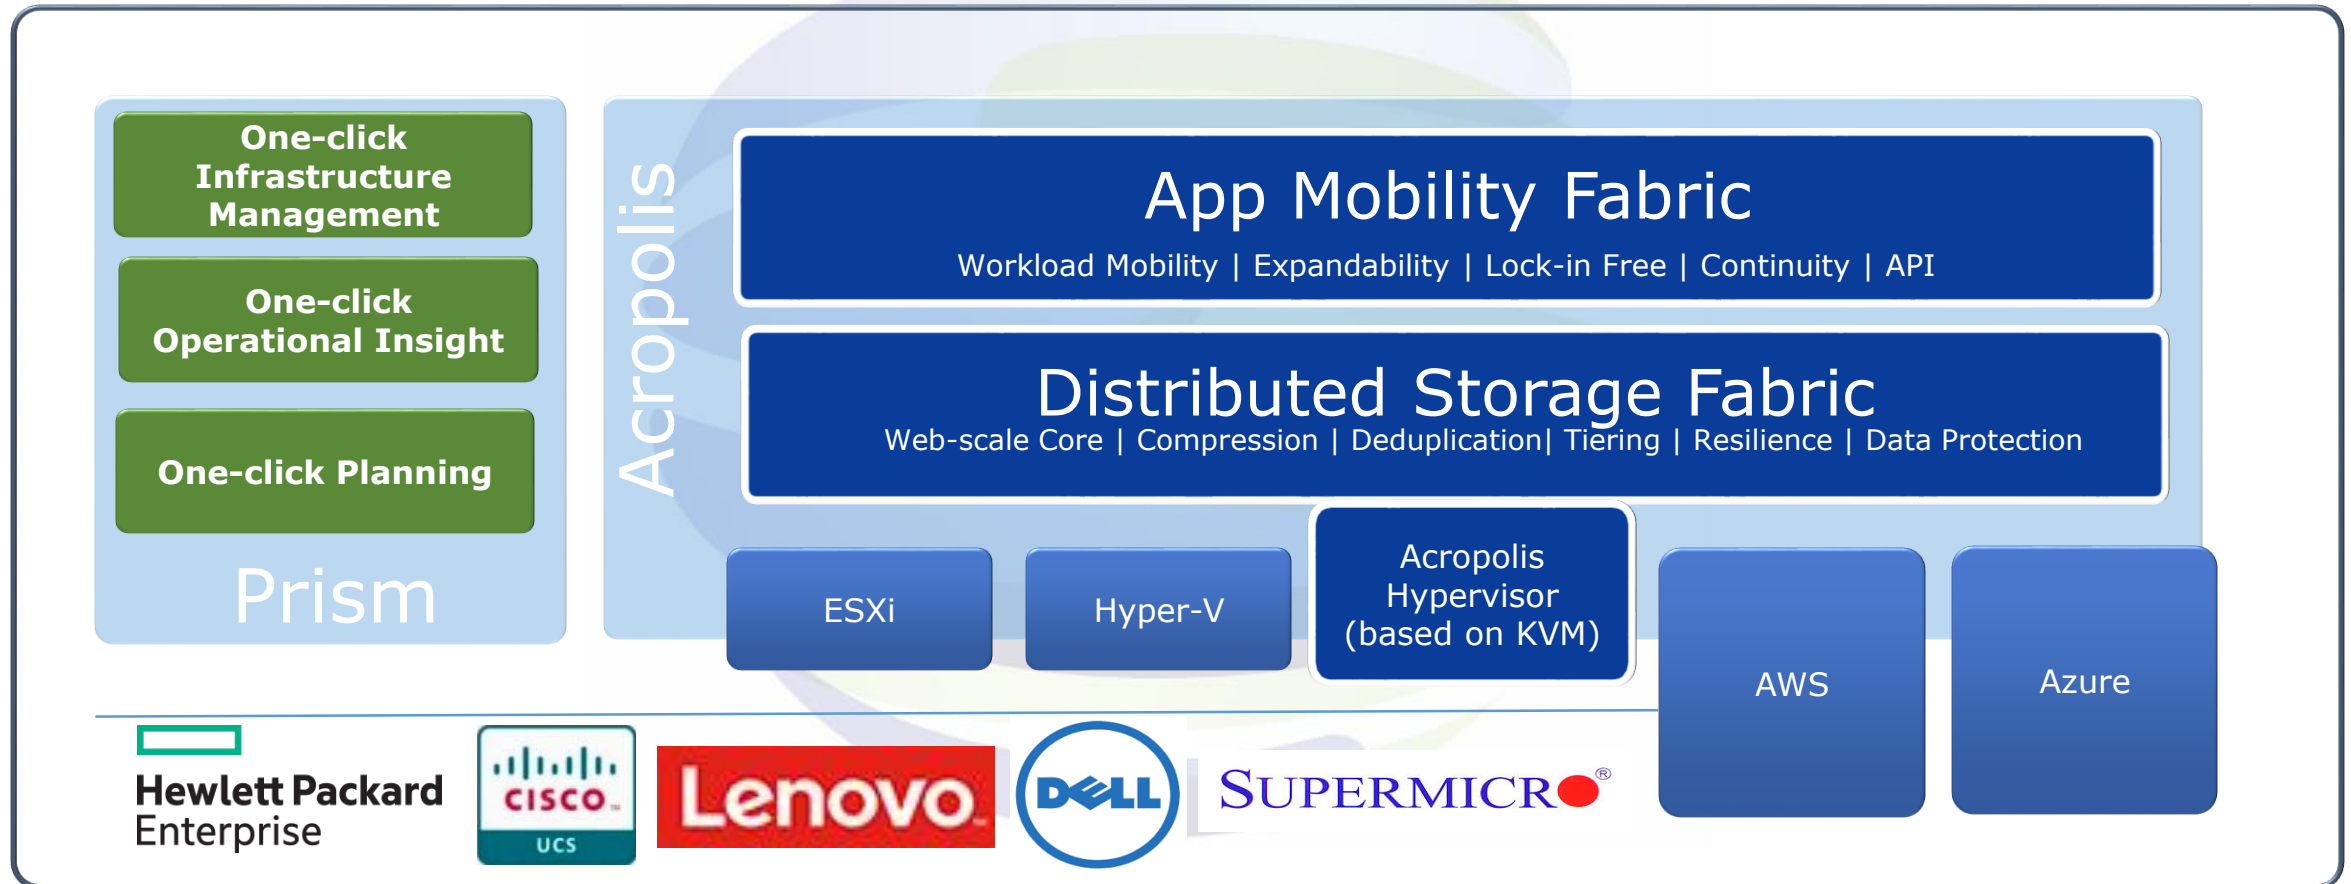 One-click
Infrastructure
Management
One-click
Operational Insight
One-click Planning
Prism
Acropolis
App Mobility Fabric
Workload Mobility | Expandability | Lock-in Free | Continuity | API
Distributed Storage Fabric
Web-scale Core | Compression | Deduplication| Tiering | Resilience | Data Protection
ESXi
Hyper-V
Acropolis
Hypervisor
(based on KVM)
AWS
Azure
Hewlett Packard
Enterprise
CISCO™
UCS
Lenovo™
DELL
SUPERMICRO®